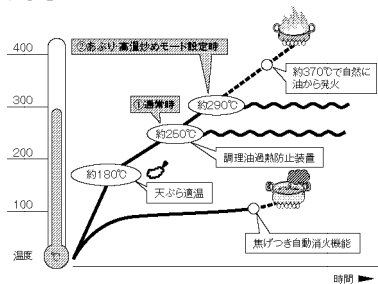 400
300
200
100
温度
℃
②あぶり・高温炒めモード設定時
①通常時
約290℃
約250℃
約180℃
約370℃で自然に
油から発火
調理油過熱防止装置
天ぷら適温
焦げつき自動消火機能
時間